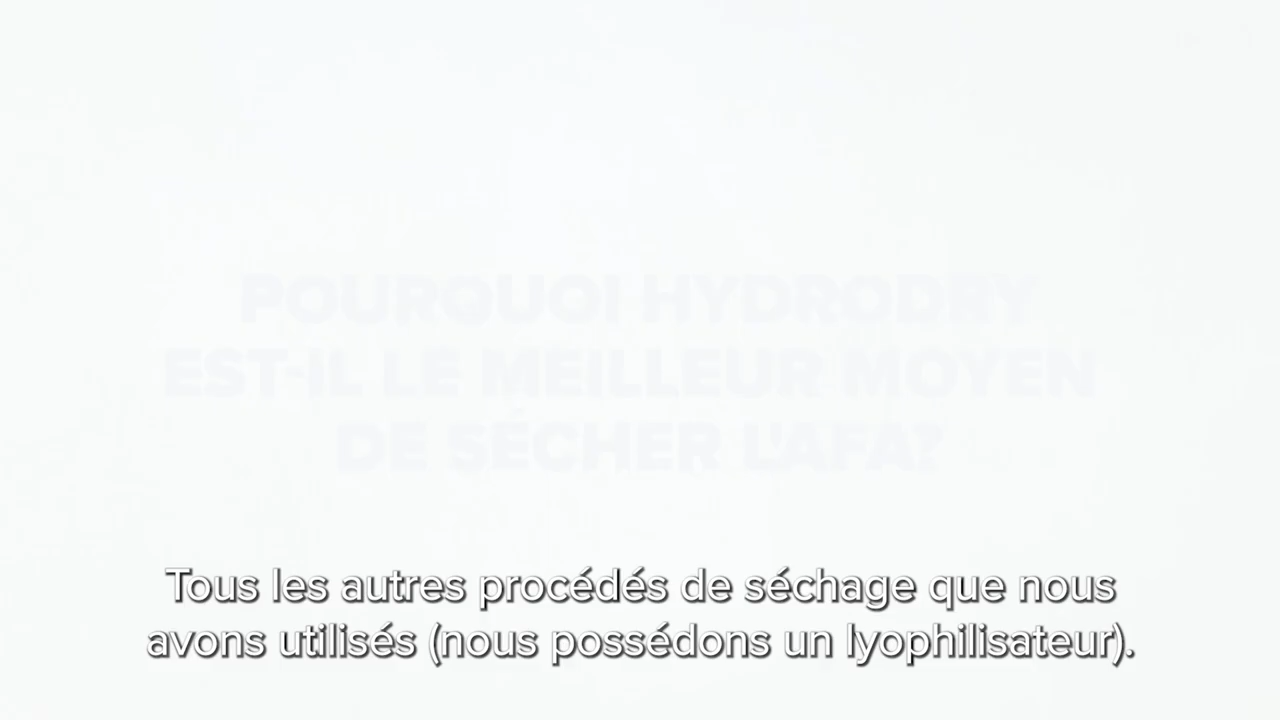 POURQUOI HYDRODRY
EST-IL LE MEILLEUR MOYEN
DE SÉCHER L'AFA?
Tous les autres procédés de séchage que nous
avons utilisés (nous possédons un lyophilisateur).